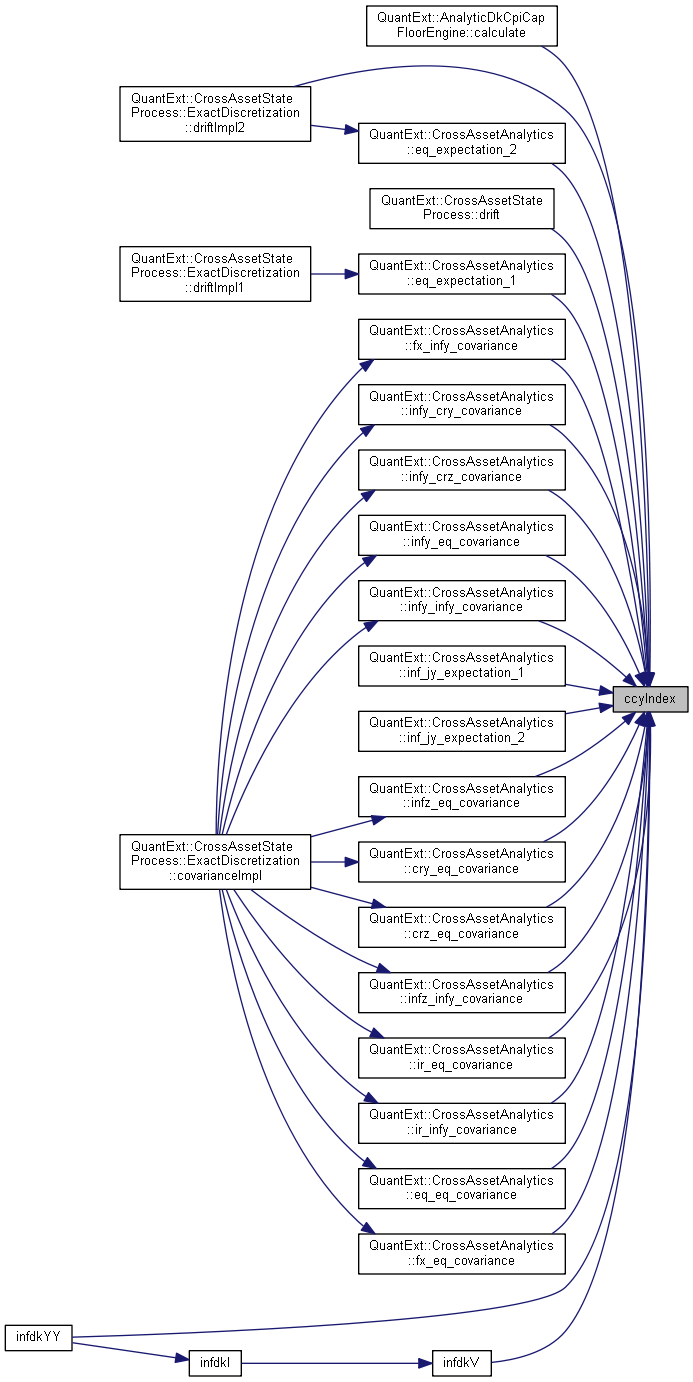 QuantExt::AnalyticDkCpiCap
FloorEngine::calculate
QuantExt::CrossAssetState
Process::ExactDiscretization
::driftImpl2
QuantExt::CrossAssetAnalytics
::eq_expectation_2
QuantExt::CrossAssetState
Process::drift
QuantExt::CrossAssetState
Process::ExactDiscretization
::driftImpl1
QuantExt::CrossAssetAnalytics
::eq_expectation_1
QuantExt::CrossAssetAnalytics
::fx_infy_covariance
QuantExt::CrossAssetAnalytics
::infy_cry_covariance
QuantExt::CrossAssetAnalytics
::infy_crz_covariance
QuantExt::CrossAssetAnalytics
::infy_eq_covariance
QuantExt::CrossAssetAnalytics
::infy_infy_covariance
QuantExt::CrossAssetAnalytics
::inf_jy_expectation_1
ccyIndex
QuantExt::CrossAssetAnalytics
::inf_jy_expectation_2
QuantExt::CrossAssetAnalytics
::infz_eq_covariance
QuantExt::CrossAssetState
Process::ExactDiscretization
::covarianceImpl
QuantExt::CrossAssetAnalytics
::cry_eq_covariance
QuantExt::CrossAssetAnalytics
::crz_eq_covariance
QuantExt::CrossAssetAnalytics
::infz_infy_covariance
QuantExt::CrossAssetAnalytics
::ir_eq_covariance
QuantExt::CrossAssetAnalytics
::ir_infy_covariance
QuantExt::CrossAssetAnalytics
::eq_eq_covariance
QuantExt::CrossAssetAnalytics
::fx_eq_covariance
infdkYY
infdkI
infdkV